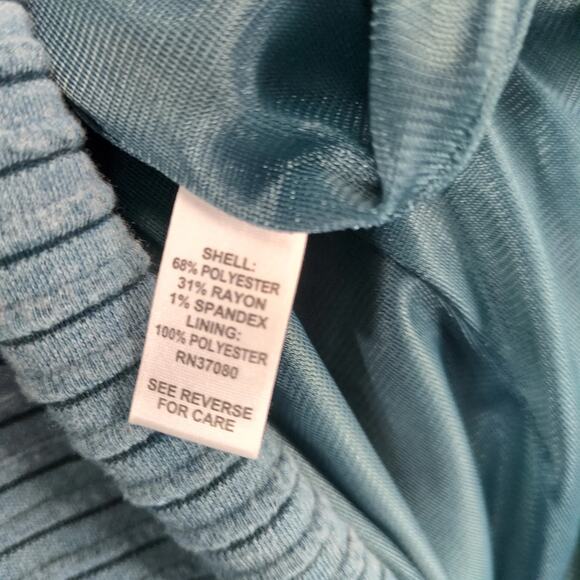 SHELL:
68% POLYESTER
31% RAYON
1% SPANDEX
LINING:
100% POLYESTER
RN37080
SEE REVERSE
FOR CARE